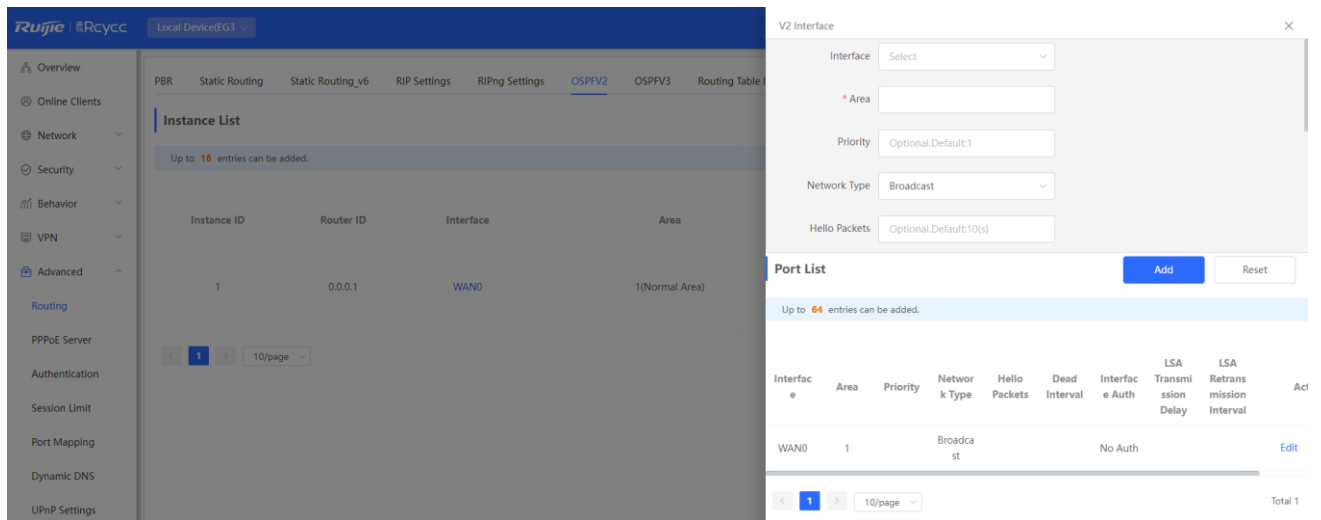 Ruijie Rcycc
Local Device(EG3
V2 Interface
Overview
Online Clients
Network
Security
Behavior
VPN
Advanced
Routing
PPPoE Server
Authentication
Session Limit
Port Mapping
Dynamic DNS
UPnP Settings
PBR Static Routing Static Routing_v6 RIP Settings RIPng Settings OSPFV2 OSPFV3 Routing Table
Instance List
Up to 16 entries can be added.
Instance ID Router ID Interface Area
1 0.0.0.1 WAN0 1(Normal Area)
1 10/page
Interface Select
* Area
Priority Optional.Default:1
Network Type Broadcast
Hello Packets Optional.Default:10(s)
Port List Add Reset
Up to 64 entries can be added.
LSA LSA
Interfac Networ Hello Dead Interfac Transmi Retrans
Area Priority Act
e k Type Packets Interval e Auth ssion mission
Delay Interval
Broadca
WAN0 1 No Auth Edit
st
1 10/page Total 1